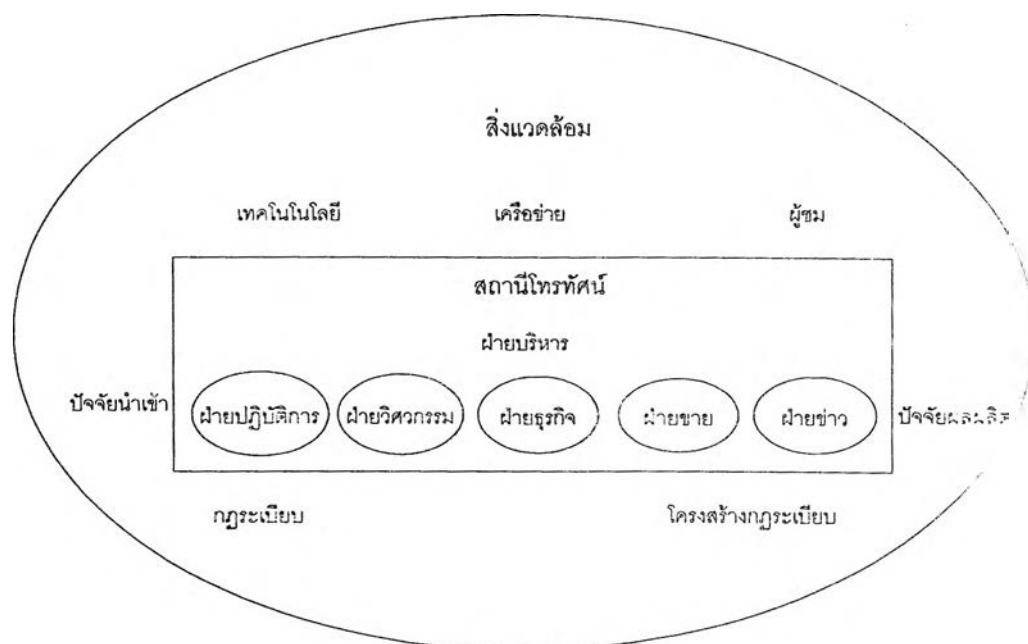 สิ่งแวดล้อม
เทคโนโนโลยี เครือข่าย ผู้ชม
สถานีโทรทัศน์
ฝ่ายบริหาร
ปัจจัยนำเข้า ฝ่ายปฏิบัติการ ฝ่ายวิศวกรรม ฝ่ายธุรกิจ ฝ่ายขาย ฝ่ายข่าว
กฎระเบียบ โครงสร้างกฎระเบียบ